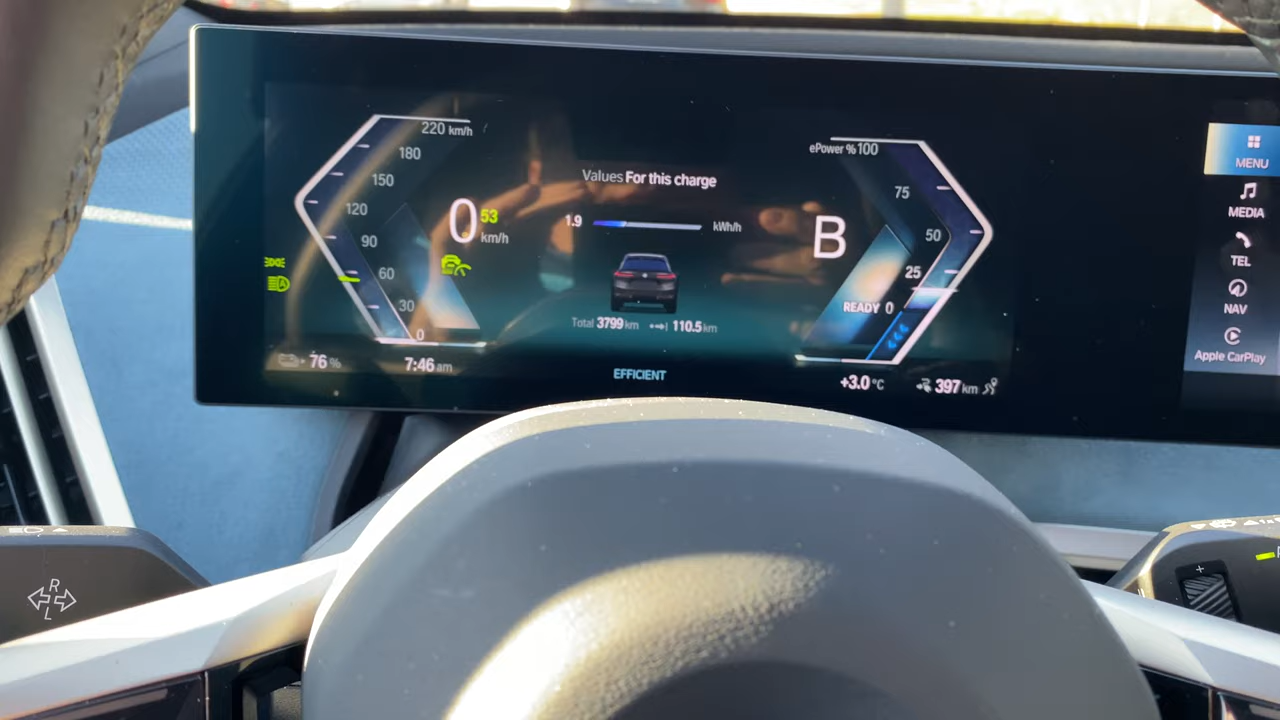 220 km/h
180
150
120
90
60
30
0
0 53
km/h
76 %
7:46 am
Values For this charge
1.9 kWh/h
Total 3799 km 110.5 km
EFFICIENT
ePower % 100
75
50
25
READY 0
B
+3.0 °C
397 km
MENU
MEDIA
TEL
NAV
Apple CarPlay
R
L
+